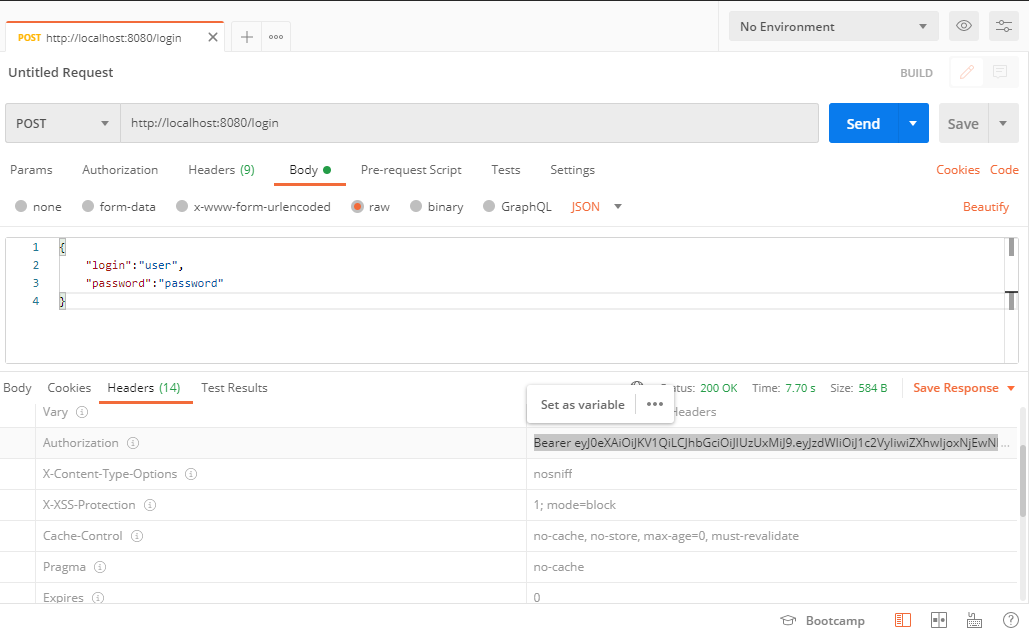 POST http://localhost:8080/login
No Environment
Untitled Request
BUILD
POST http://localhost:8080/login Send Save
Params Authorization Headers (9) Body Pre-request Script Tests Settings Cookies Code
none form-data x-www-form-urlencoded raw binary GraphQL JSON Beautify
1 {
2 "login":"user",
3 "password":"password"
4 }
Body Cookies Headers (14) Test Results 200 OK Time: 7.70 s Size: 584 B Save Response
Set as variable
Vary Headers
Authorization Bearer ...
X-Content-Type-Options nosniff
X-XSS-Protection 1; mode=block
Cache-Control no-cache, no-store, max-age=0, must-revalidate
Pragma no-cache
Expires 0
Bootcamp